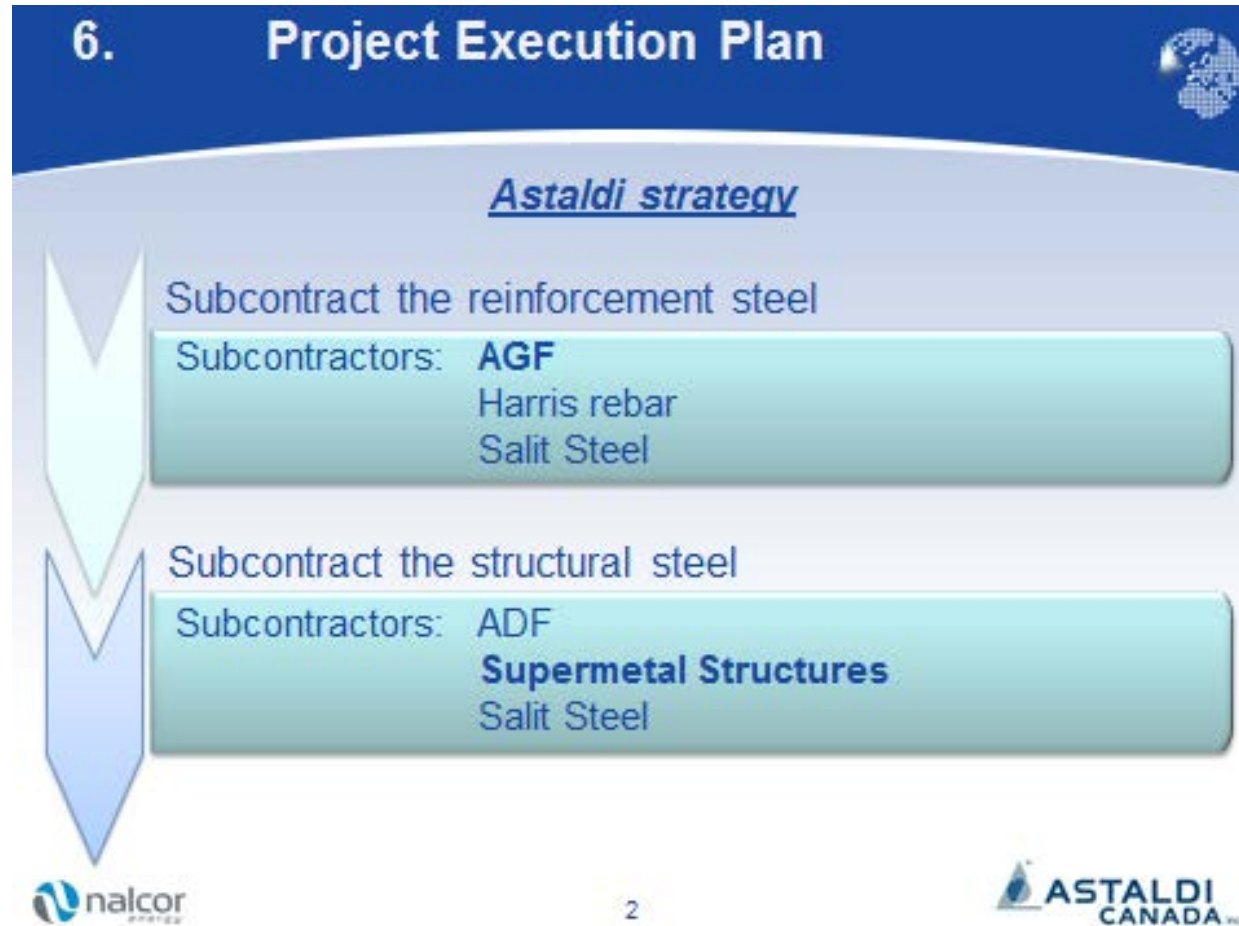 6. Project Execution Plan
Astaldi strategy
Subcontract the reinforcement steel
Subcontractors: AGF
Harris rebar
Salit Steel
Subcontract the structural steel
Subcontractors: ADF
Supermetal Structures
Salit Steel
nalcor
energy
2
ASTALDI
CANADA